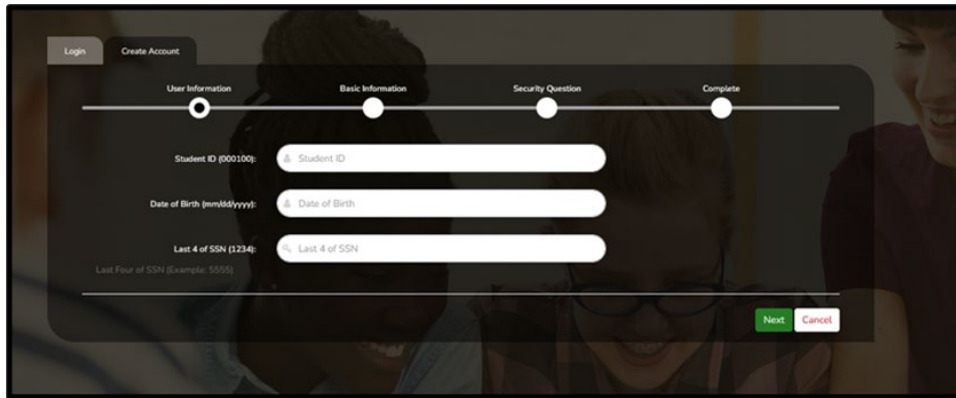 Login Create Account
User Information Basic Information Security Question Complete
Student ID (000100): Student ID
Date of Birth (mm/dd/yyyy): Date of Birth
Last 4 of SSN (1234): Last 4 of SSN
Last Four of SSN (Example: 5555)
Next Cancel